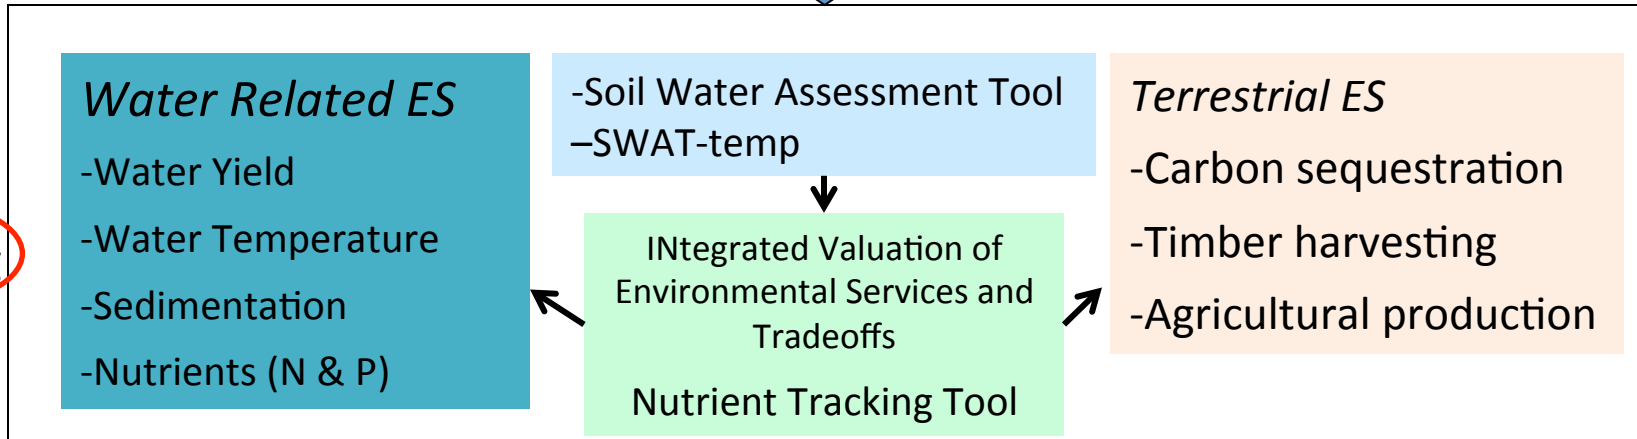 Water Related ES
-Water Yield
-Water Temperature
-Sedimentation
-Nutrients (N & P)
-Soil Water Assessment Tool
–SWAT-temp
INtegrated Valuation of
Environmental Services and
Tradeoffs
Nutrient Tracking Tool
Terrestrial ES
-Carbon sequestration
-Timber harvesting
-Agricultural production